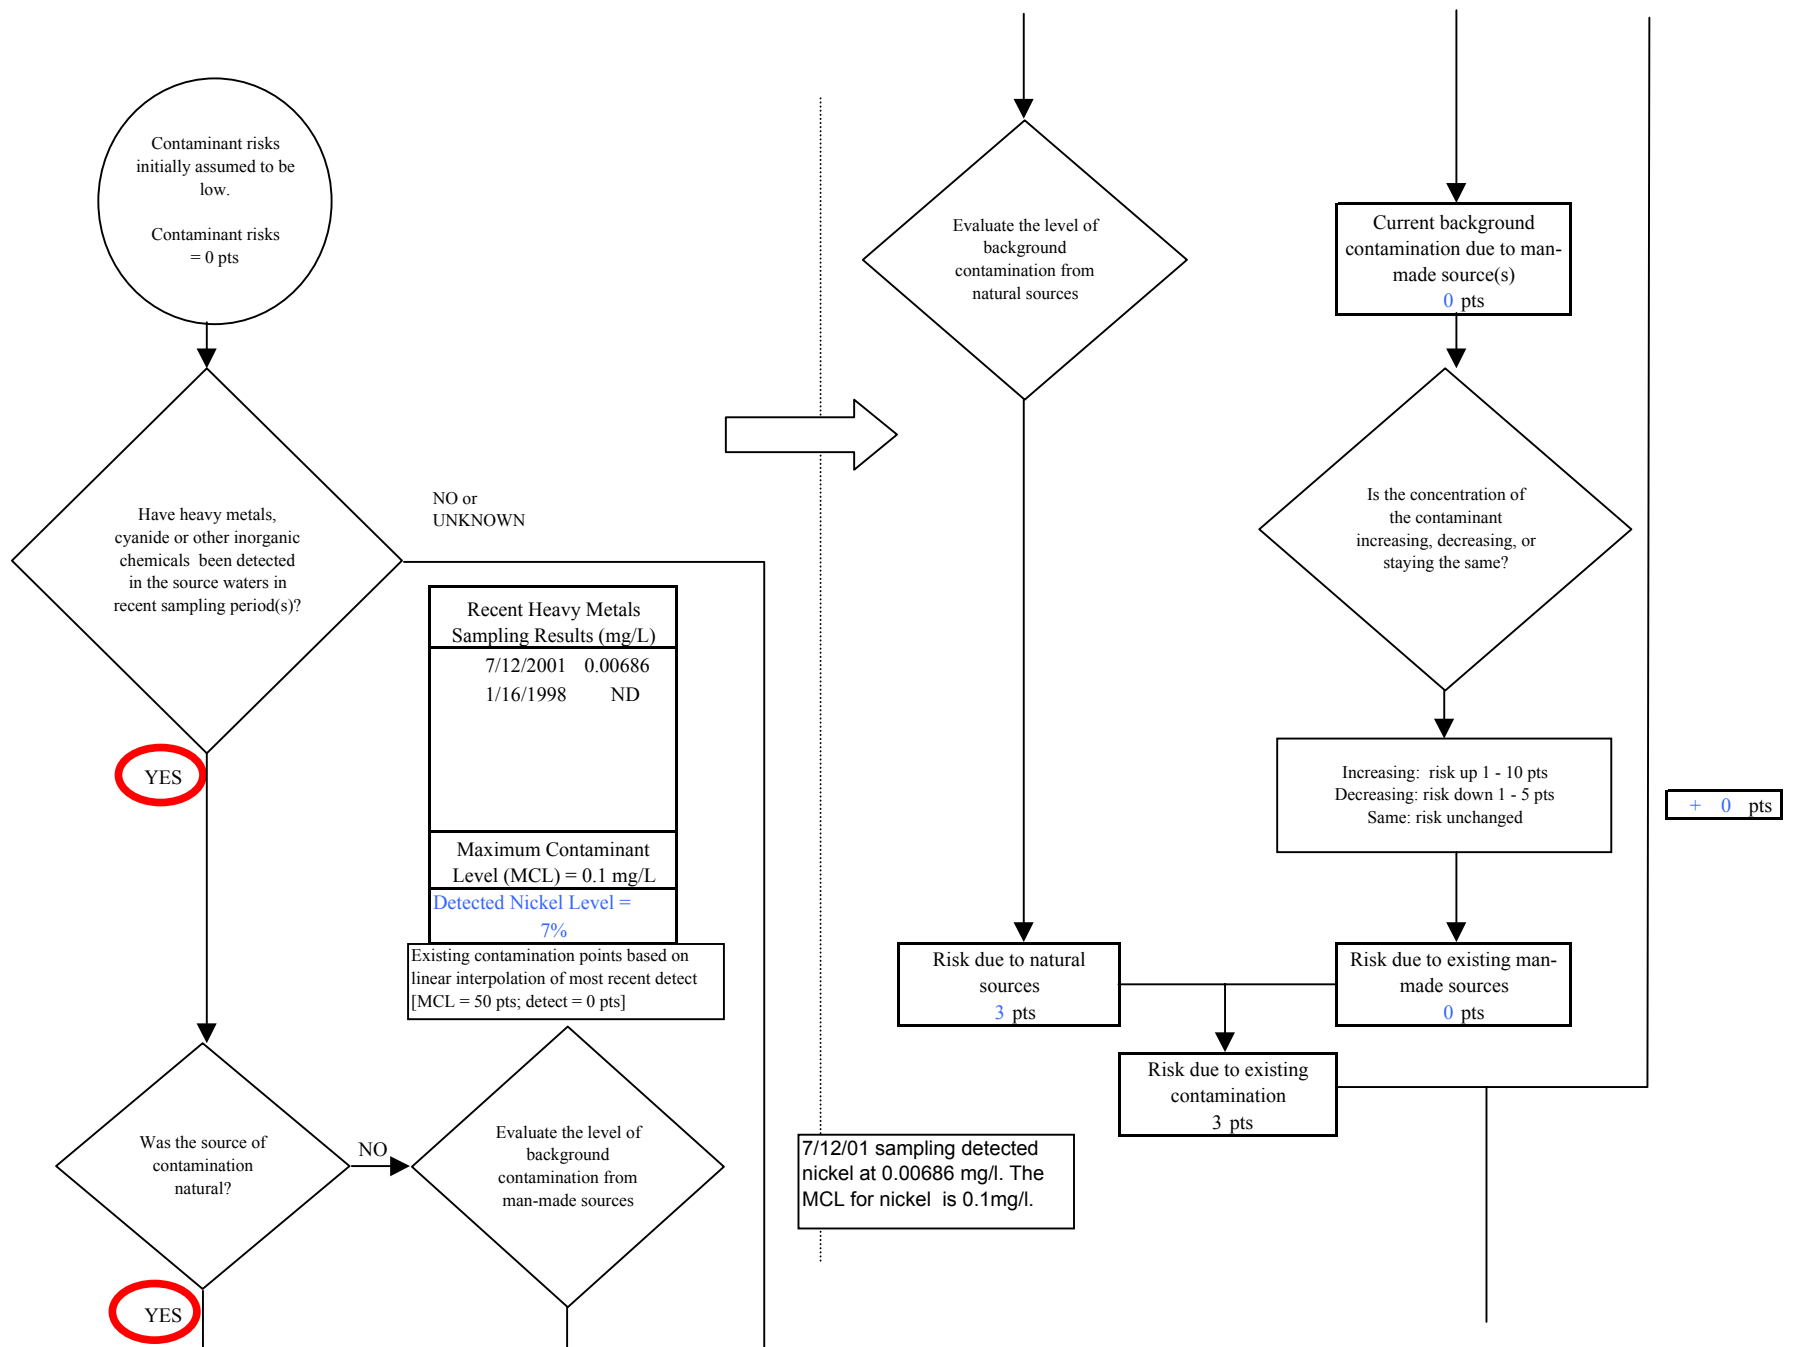 Contaminant risks
initially assumed to be
low.
Contaminant risks
= 0 pts
Have heavy metals,
cyanide or other inorganic
chemicals been detected
in the source waters in
recent sampling period(s)?
NO or
UNKNOWN
YES
Recent Heavy Metals
Sampling Results (mg/L)
7/12/2001 0.00686
1/16/1998 ND
Maximum Contaminant
Level (MCL) = 0.1 mg/L
Detected Nickel Level =
7%
Existing contamination points based on
linear interpolation of most recent detect
[MCL = 50 pts; detect = 0 pts]
Was the source of
contamination
natural?
NO
Evaluate the level of
background
contamination from
man-made sources
YES
Evaluate the level of
background
contamination from
natural sources
Current background
contamination due to man-
made source(s)
0 pts
Is the concentration of
the contaminant
increasing, decreasing, or
staying the same?
Increasing: risk up 1 - 10 pts
Decreasing: risk down 1 - 5 pts
Same: risk unchanged
+ 0 pts
Risk due to natural
sources
3 pts
Risk due to existing man-
made sources
0 pts
Risk due to existing
contamination
3 pts
7/12/01 sampling detected
nickel at 0.00686 mg/l. The
MCL for nickel is 0.1mg/l.